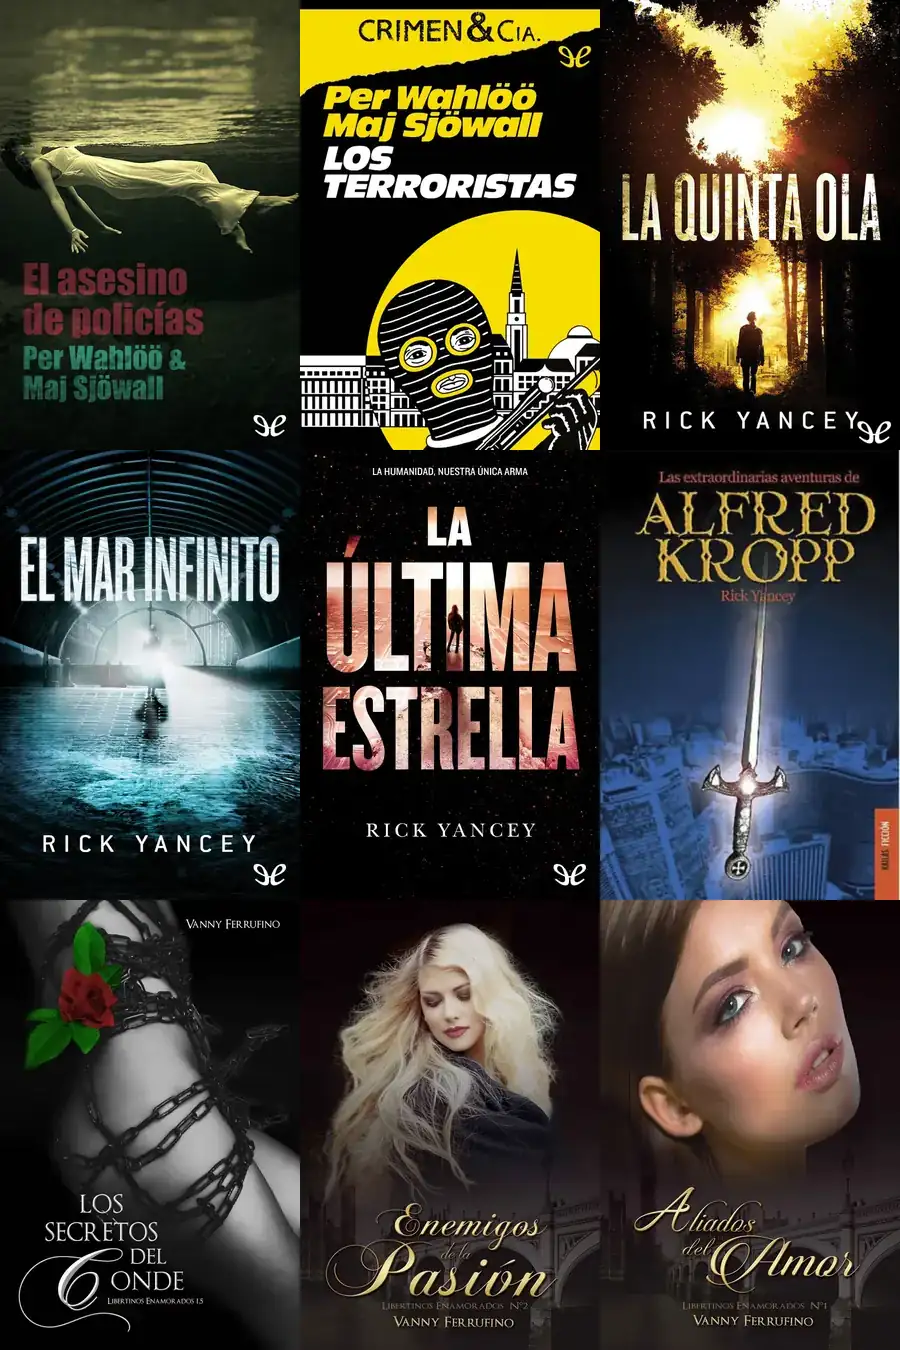 El asesino
de policías
Per Wahlöö &
Maj Sjöwall
CRIMEN & CIA.
Per Wahlöö
Maj Sjöwall
LOS
TERRORISTAS
LA QUINTA OLA
RICK YANCEY
EL MAR INFINITO
RICK YANCEY
LA HUMANIDAD, NUESTRA ÚNICA ARMA
LA
ÚLTIMA
ESTRELLA
RICK YANCEY
Las extraordinarias aventuras de
ALFRED
KROPP
Rick Yancey
KAILAS FICCIÓN
VANNY FERRUFINO
LOS
SECRETOS
DEL
CONDE
LIBERTINOS ENAMORADOS 1.5
Enemigos
de la
Pasión
LIBERTINOS ENAMORADOS Nº2
VANNY FERRUFINO
Aliados
del Amor
LIBERTINOS ENAMORADOS Nº1
VANNY FERRUFINO